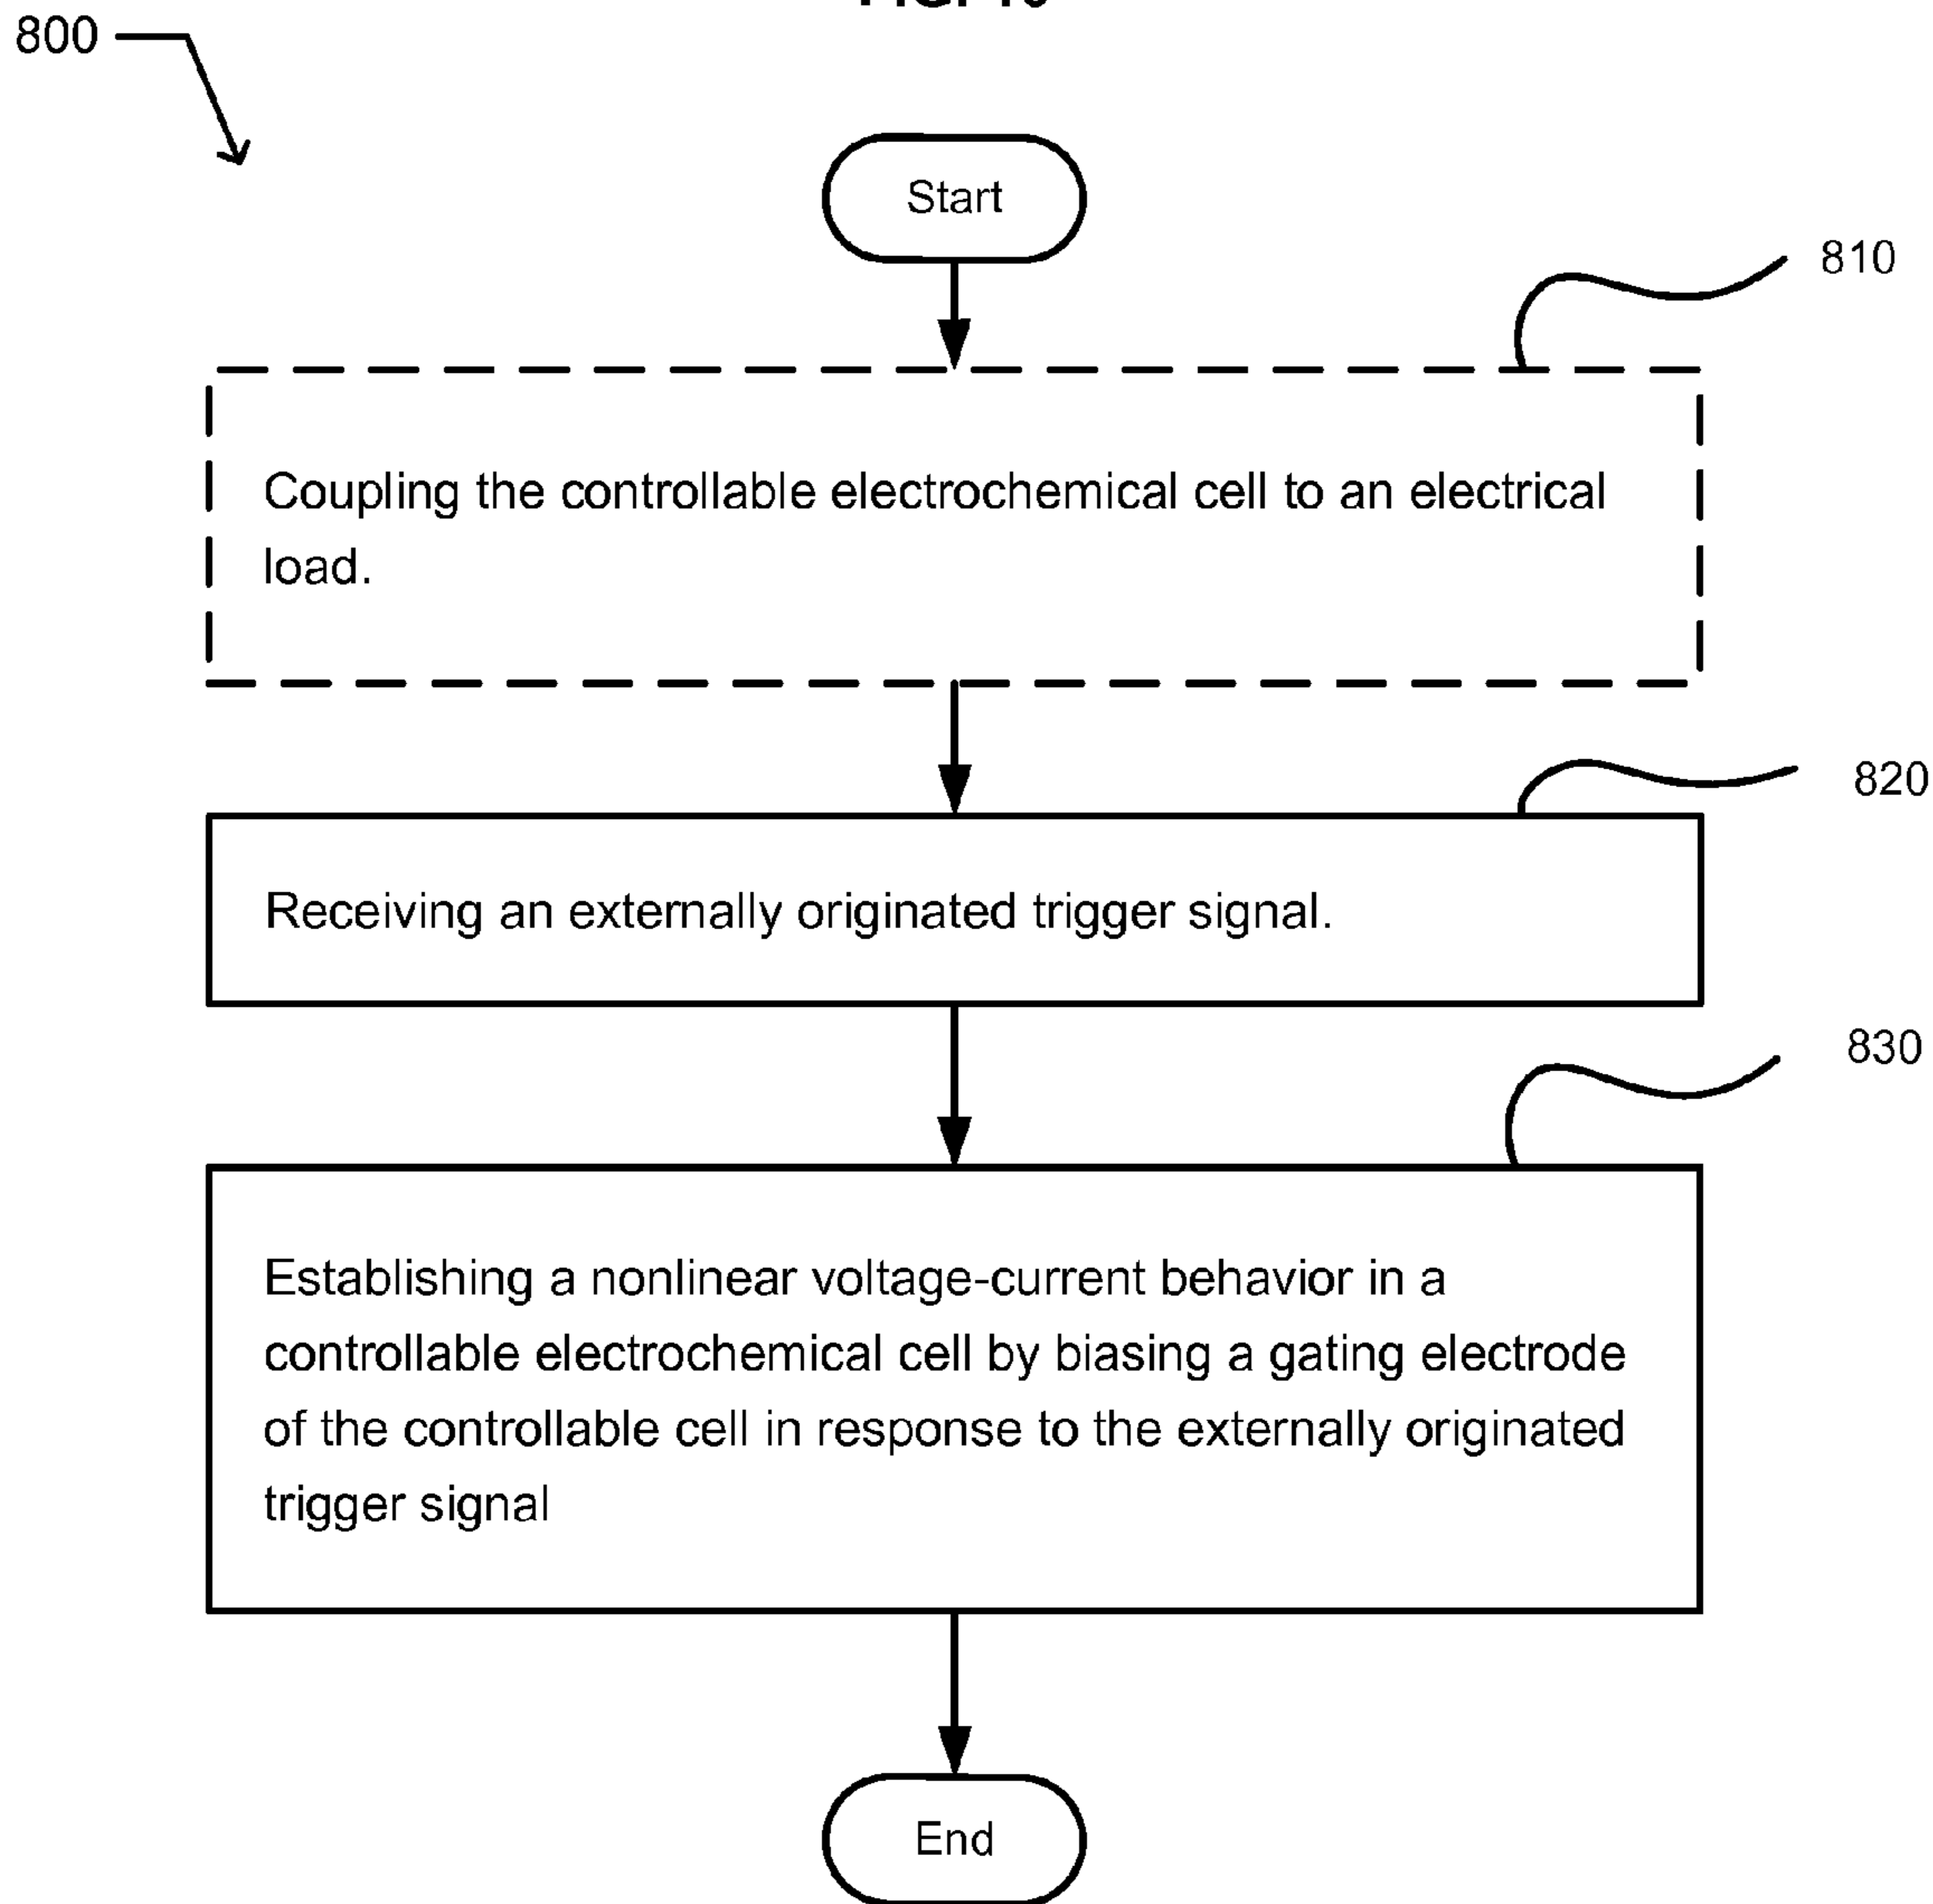 800
Start
810
Coupling the controllable electrochemical cell to an electrical
load.
820
Receiving an externally originated trigger signal.
830
Establishing a nonlinear voltage-current behavior in a
controllable electrochemical cell by biasing a gating electrode
of the controllable cell in response to the externally originated
trigger signal
End